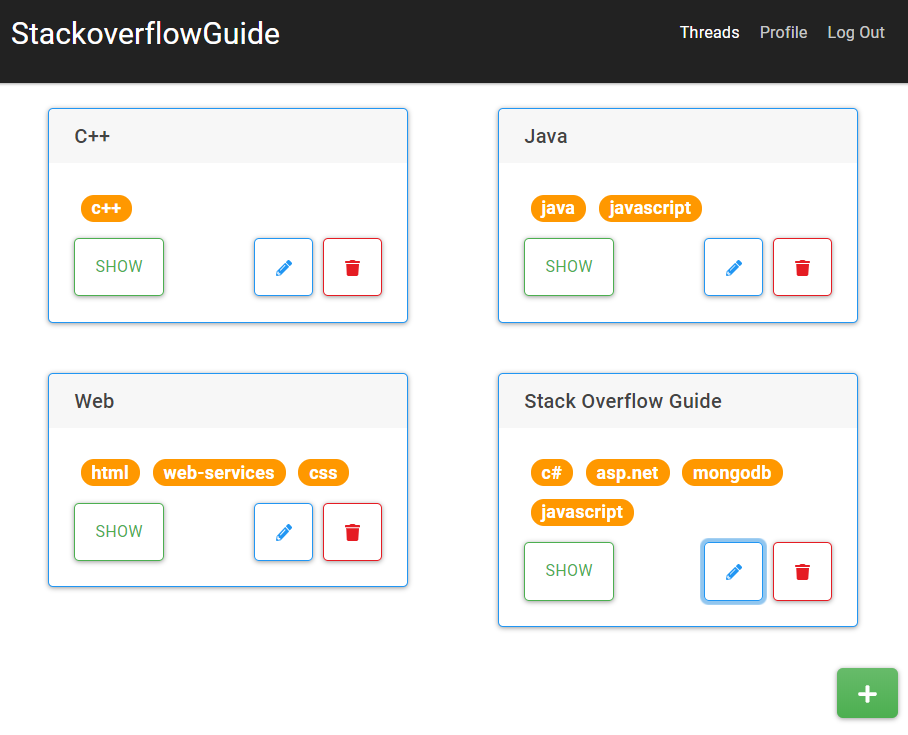 StackoverflowGuide
Threads Profile Log Out
C++
c++
SHOW
Java
java javascript
SHOW
Web
html web-services css
SHOW
Stack Overflow Guide
c# asp.net mongodb
javascript
SHOW